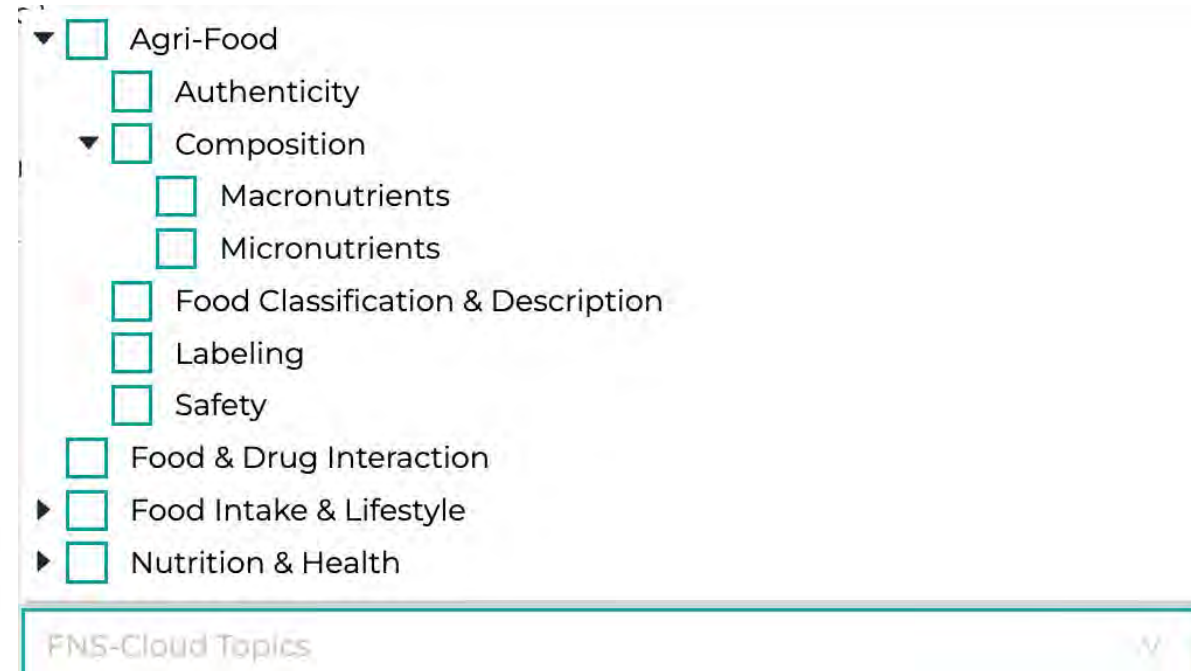 Agri-Food
Authenticity
Composition
Macronutrients
Micronutrients
Food Classification & Description
Labeling
Safety
Food & Drug Interaction
Food Intake & Lifestyle
Nutrition & Health
FNS-Cloud Topics